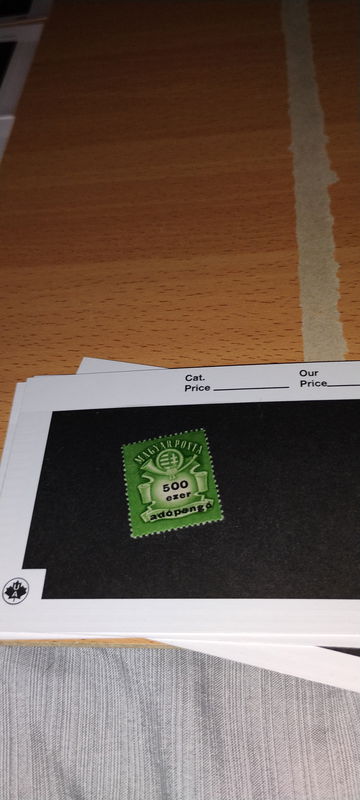 Cat.
Price
Our
Price
MAGYAR POSTA
500
ezer
adópengő